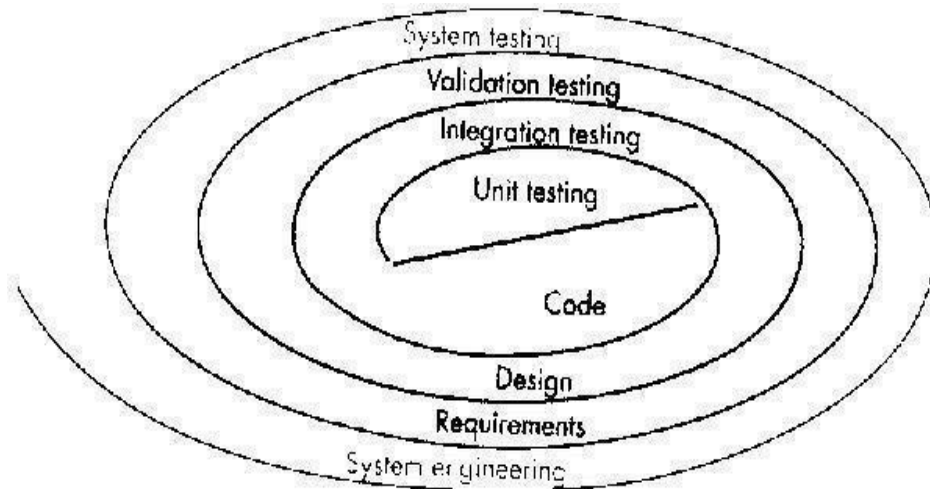 System testing
Validation testing
Integration testing
Unit testing
Code
Design
Requirements
System engineering